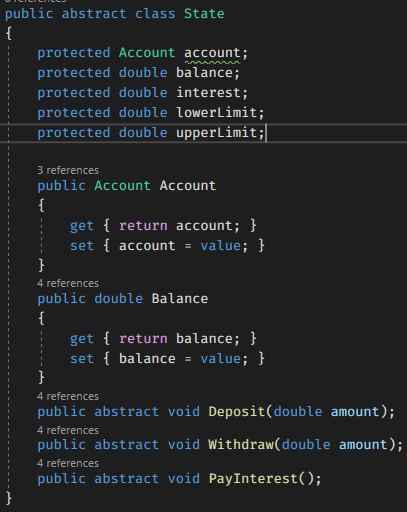 public abstract class State
{
    protected Account account;
    protected double balance;
    protected double interest;
    protected double lowerLimit;
    protected double upperLimit;
    3 references
    public Account Account
    {
        get { return account; }
        set { account = value; }
    }
    4 references
    public double Balance
    {
        get { return balance; }
        set { balance = value; }
    }
    4 references
    public abstract void Deposit(double amount);
    4 references
    public abstract void Withdraw(double amount);
    4 references
    public abstract void PayInterest();
}